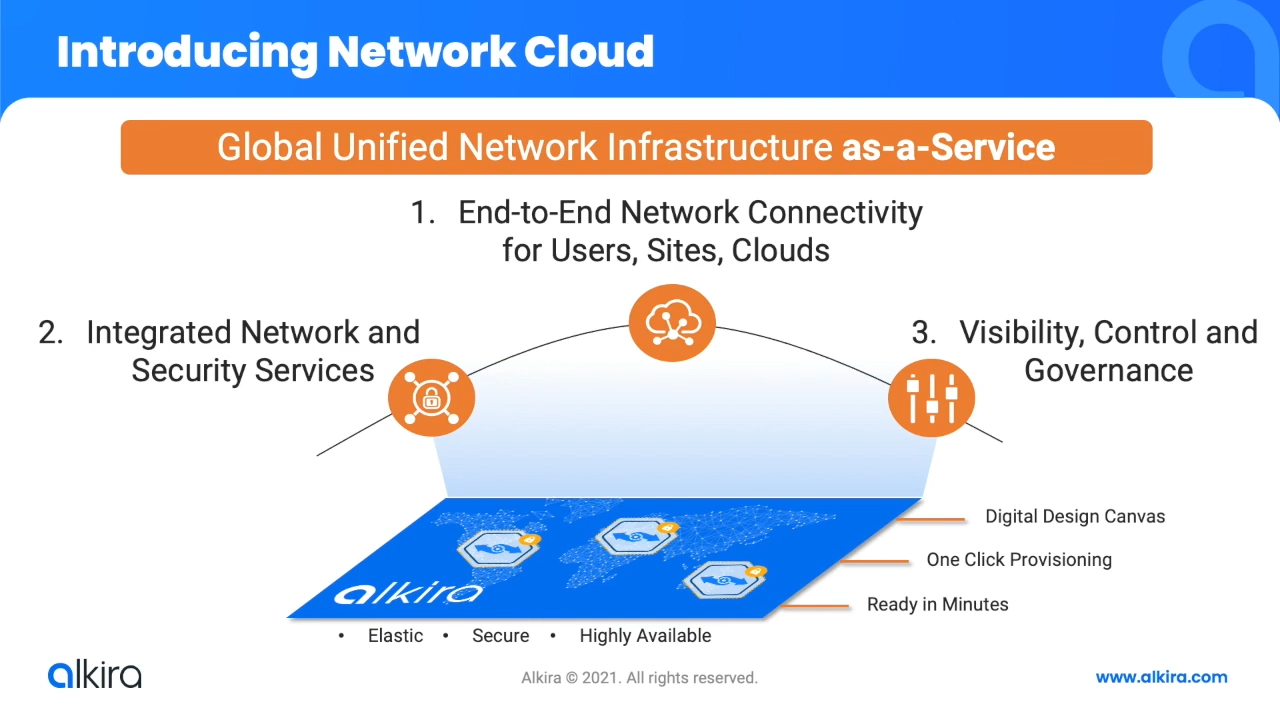 Introducing Network Cloud
Global Unified Network Infrastructure as-a-Service
1. End-to-End Network Connectivity
for Users, Sites, Clouds
2. Integrated Network and
Security Services
3. Visibility, Control and
Governance
Digital Design Canvas
One Click Provisioning
Ready in Minutes
alkira
• Elastic • Secure • Highly Available
alkira
Alkira © 2021. All rights reserved.
www.alkira.com